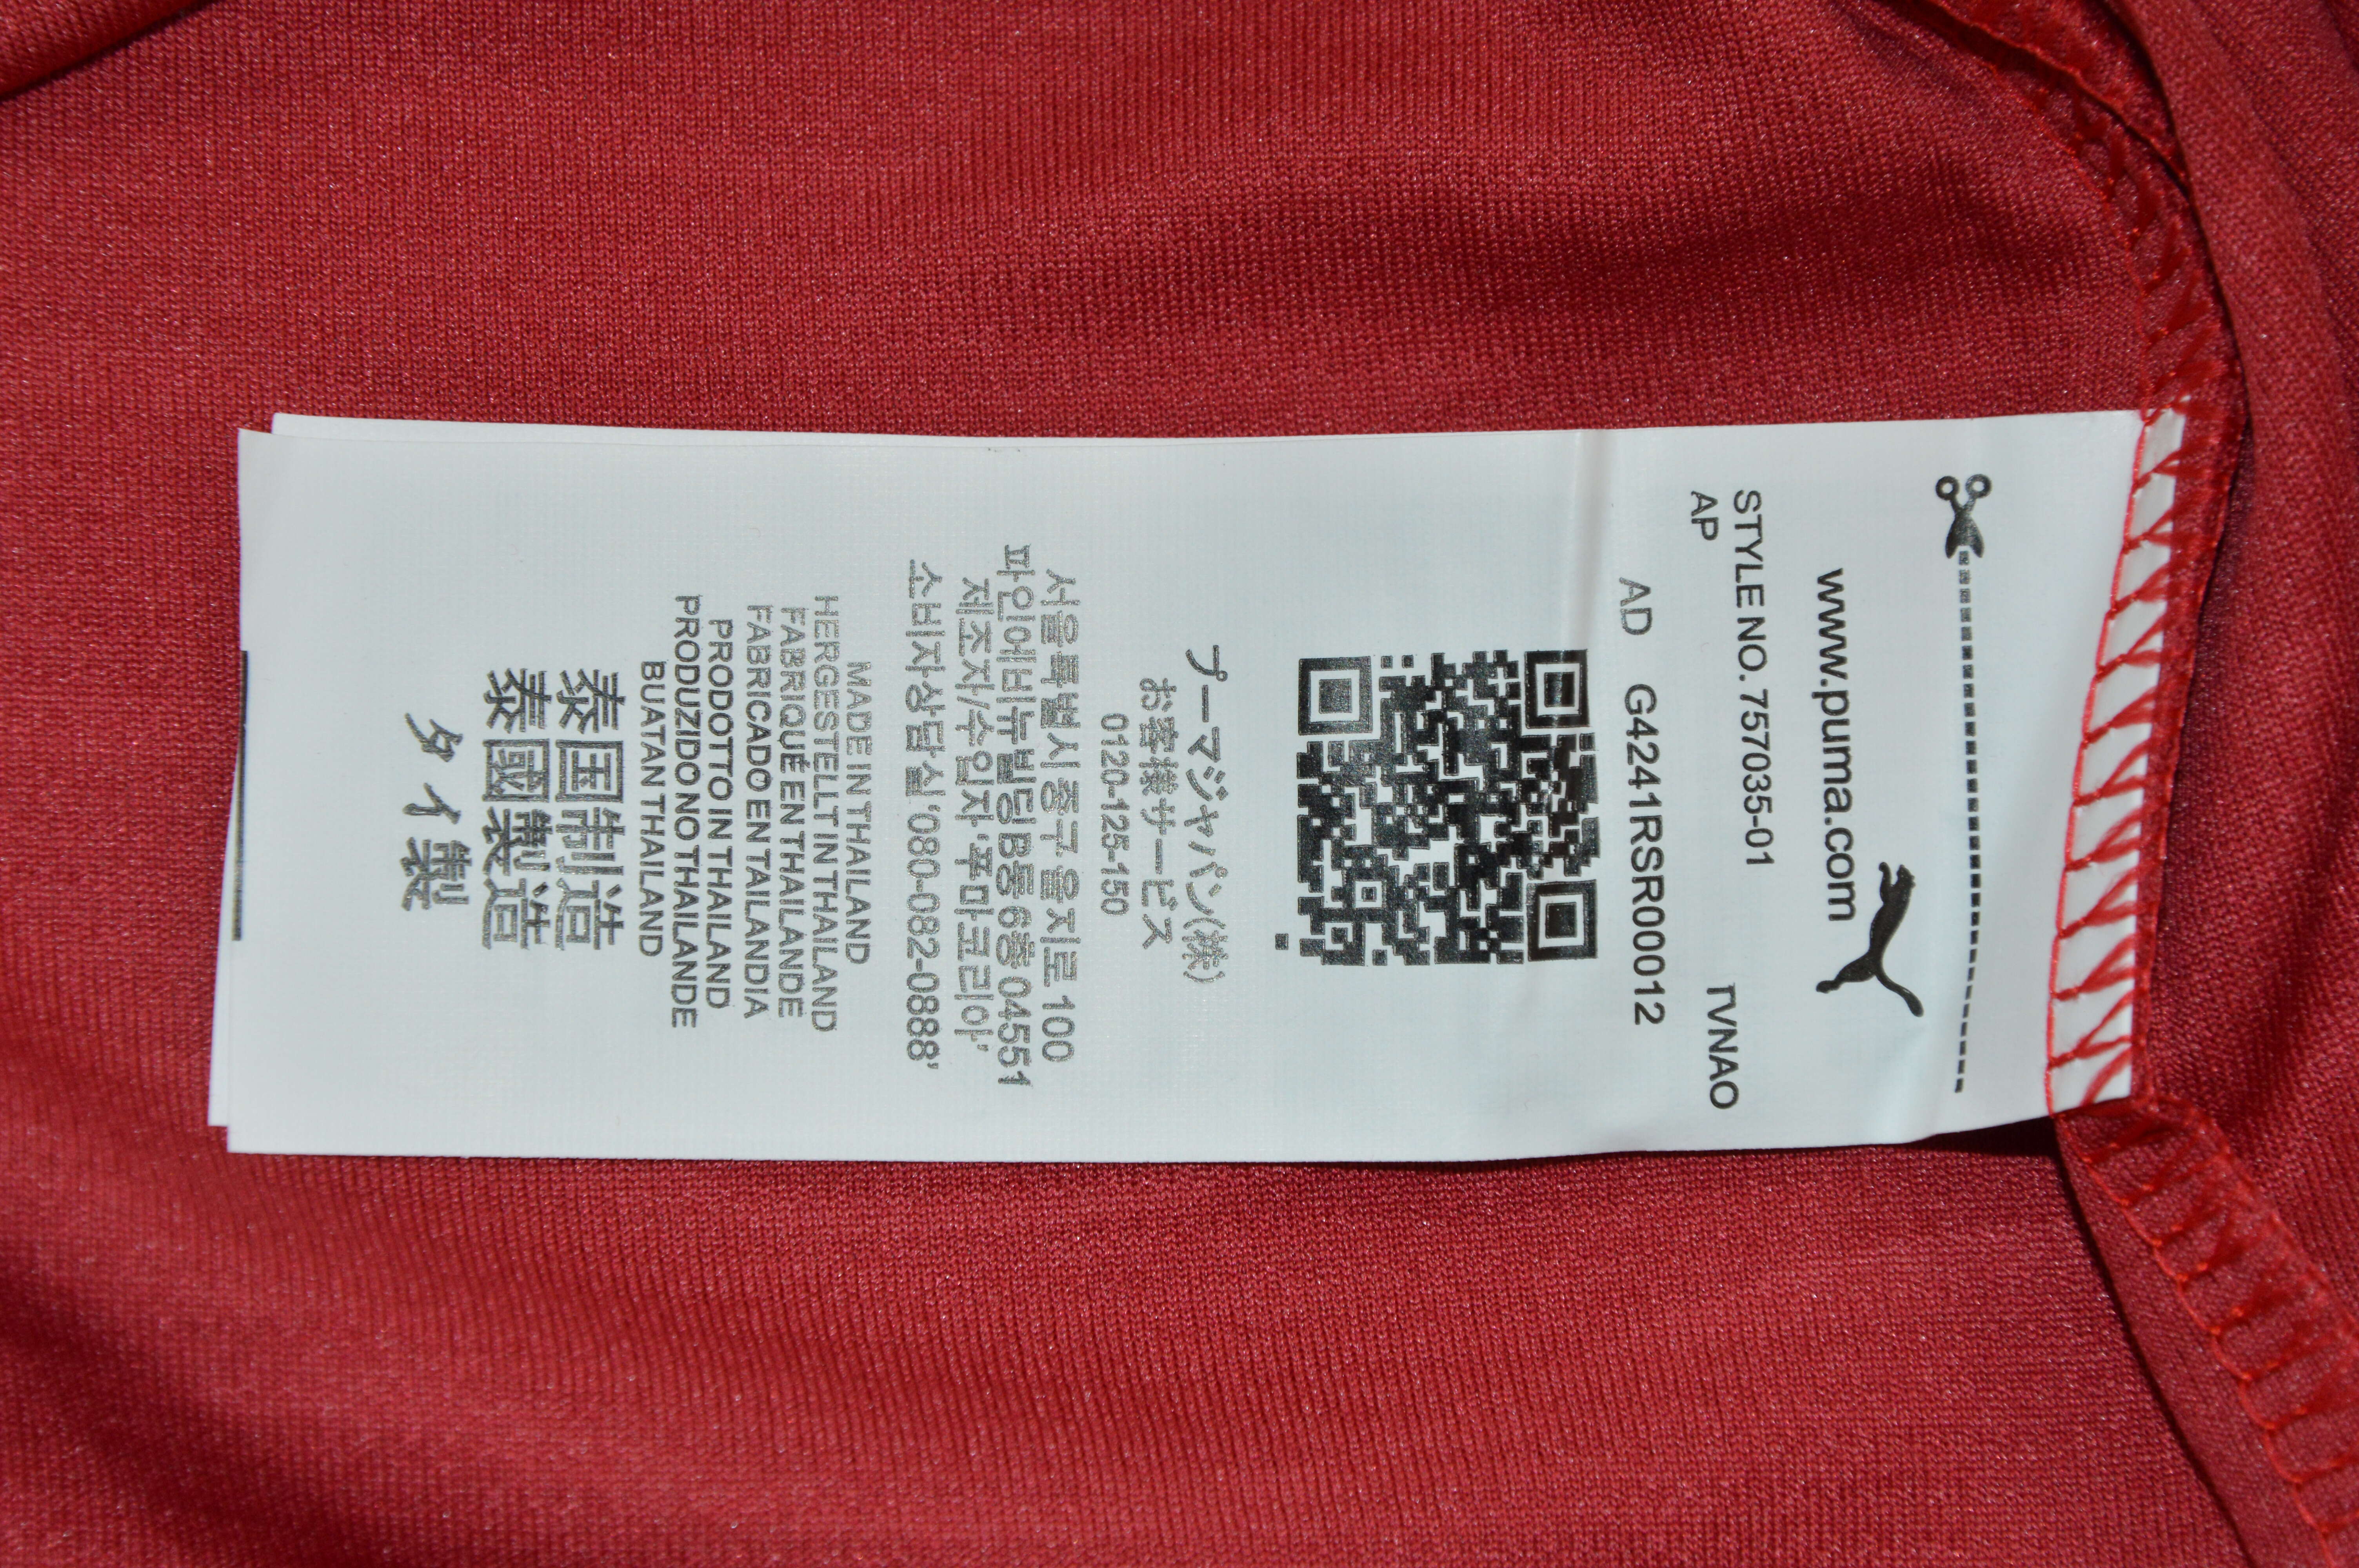 www.puma.com
STYLE NO. 757035-01
AP
TVNAO
AD G4241RSR00012
プーマジャパン(株)
お客様サービス
0120-125-150
서울특별시 중구 을지로 100
파인에비뉴빌딩B동 6층 04551
제조자/수입자'푸마코리아'
소비자상담실'080-082-0888'
MADE IN THAILAND
HERGESTELLT IN THAILAND
FABRIQUÉ EN THAILANDE
FABRICADO EN TAILANDIA
PRODOTTO IN THAILAND
PRODUZIDO NO THAILANDE
BUATAN THAILAND
泰国制造
泰國製造
タイ製